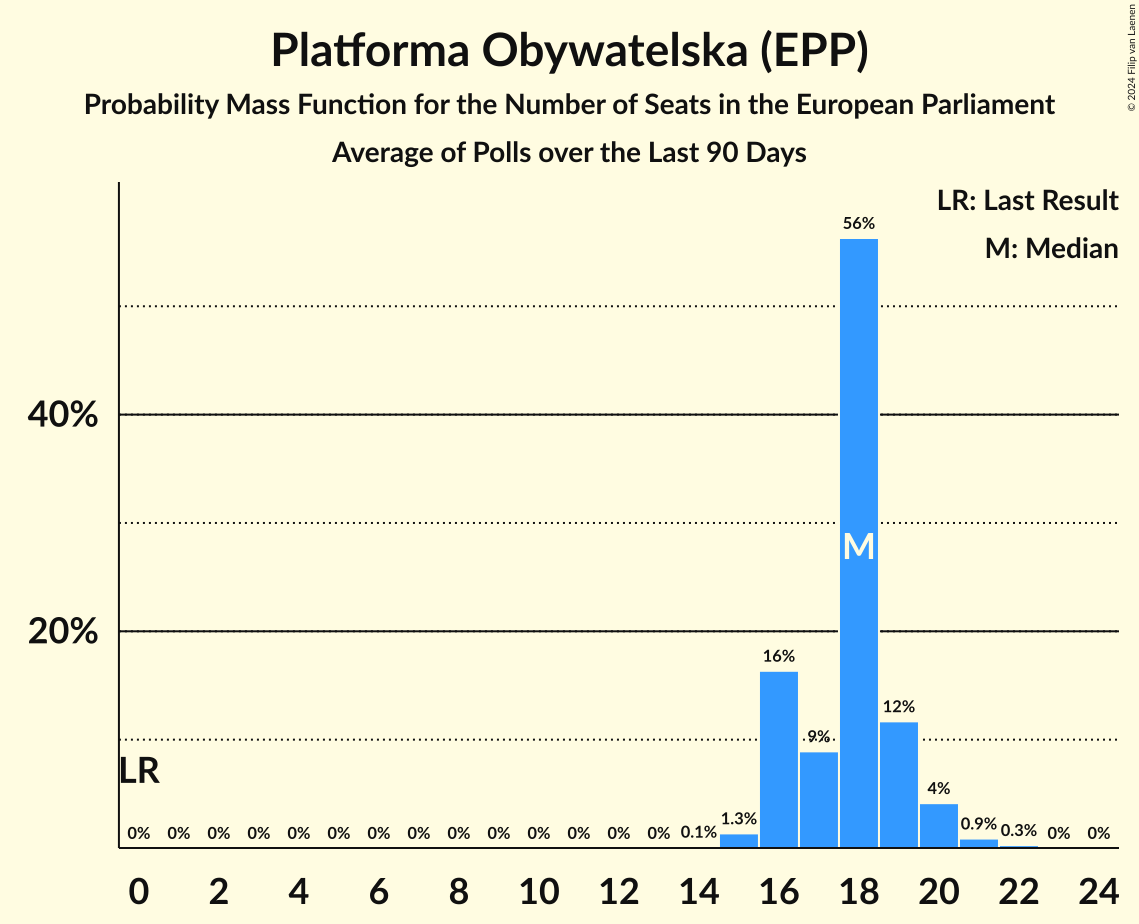 Platforma Obywatelska (EPP)
Probability Mass Function for the Number of Seats in the European Parliament
Average of Polls over the Last 90 Days
© 2024 Filip van Laenen
LR: Last Result
M: Median
56%
40%
M
20%
16%
12%
9%
LR
4%
0% 0% 0% 0% 0% 0% 0% 0% 0% 0% 0% 0% 0% 0% 0.1% 1.3% 0.9% 0.3% 0% 0%
0 2 4 6 8 10 12 14 16 18 20 22 24